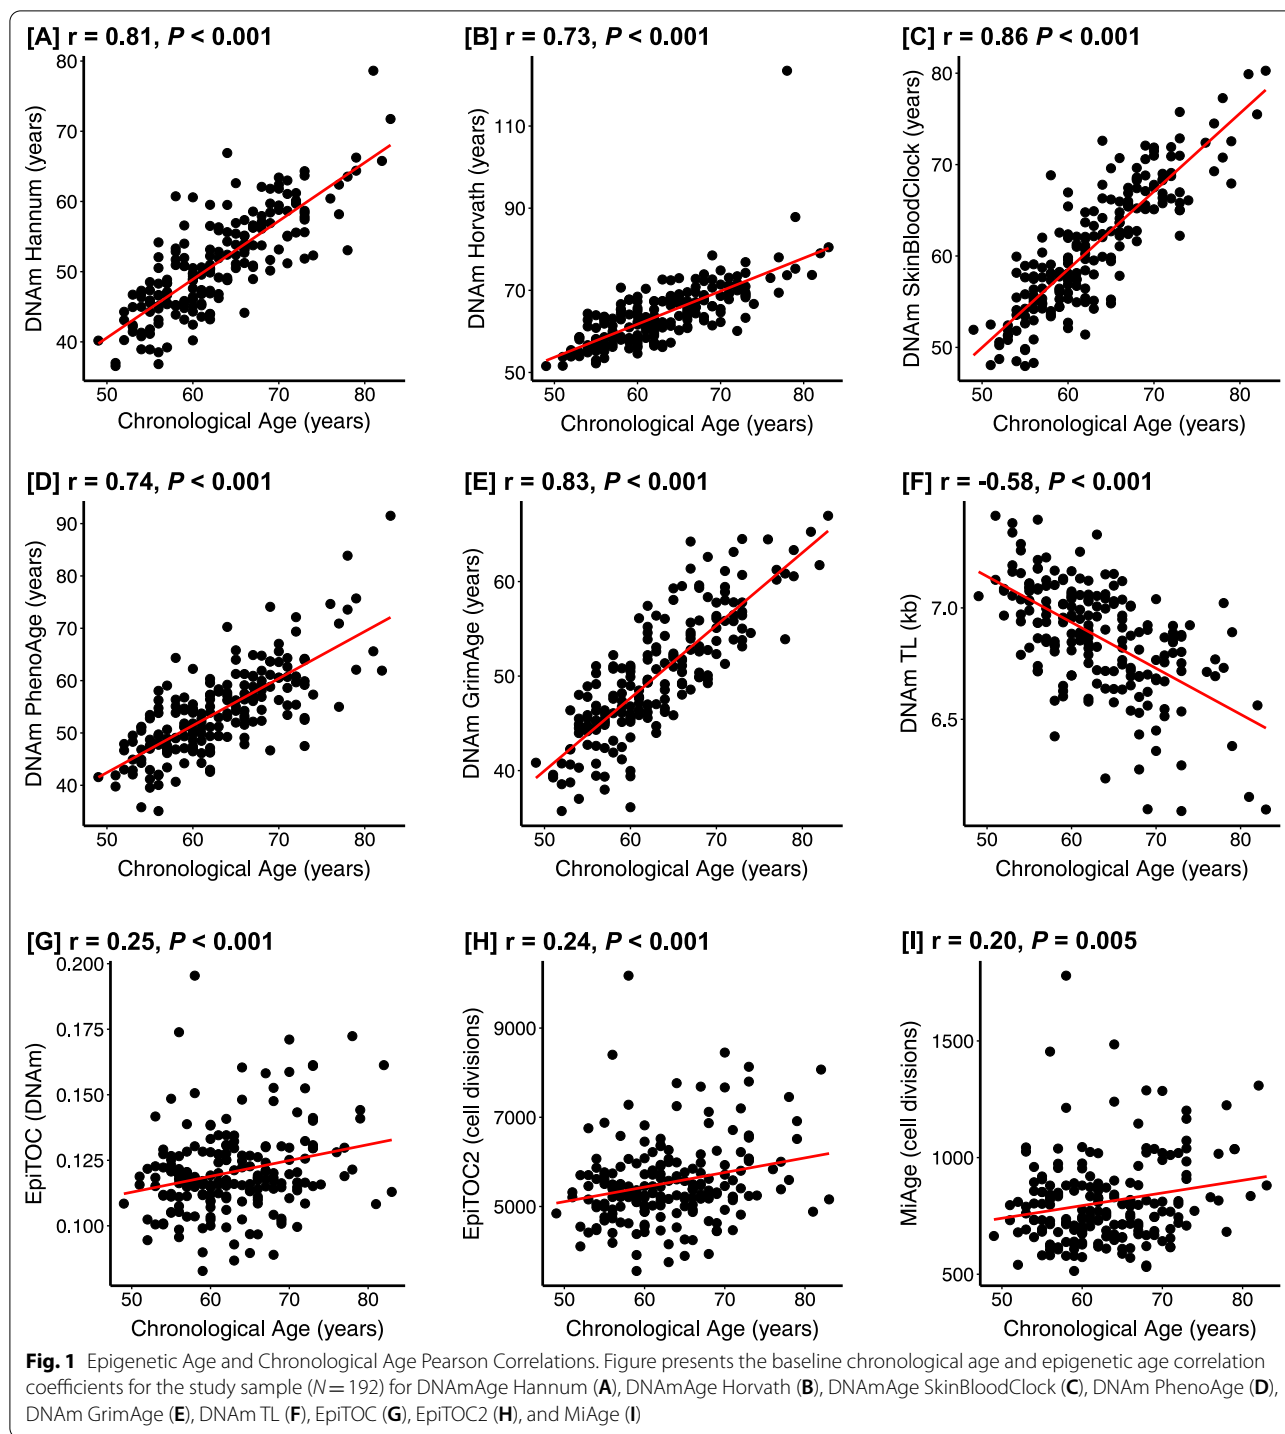 [A] r = 0.81, P < 0.001
80
70
60
50
40
DNAm Hannum (years)
50 60 70 80
Chronological Age (years)
[B] r = 0.73, P < 0.001
110
90
70
50
DNAm Horvath (years)
50 60 70 80
Chronological Age (years)
[C] r = 0.86 P < 0.001
80
70
60
50
DNAm SkinBloodClock (years)
50 60 70 80
Chronological Age (years)
[D] r = 0.74, P < 0.001
90
80
70
60
50
40
DNAm PhenoAge (years)
50 60 70 80
Chronological Age (years)
[E] r = 0.83, P < 0.001
60
50
40
DNAm GrimAge (years)
50 60 70 80
Chronological Age (years)
[F] r = -0.58, P < 0.001
7.0
6.5
DNAm TL (kb)
50 60 70 80
Chronological Age (years)
[G] r = 0.25, P < 0.001
0.200
0.175
0.150
0.125
0.100
EpiTOC (DNAm)
50 60 70 80
Chronological Age (years)
[H] r = 0.24, P < 0.001
9000
7000
5000
EpiTOC2 (cell divisions)
50 60 70 80
Chronological Age (years)
[I] r = 0.20, P = 0.005
1500
1000
500
MiAge (cell divisions)
50 60 70 80
Chronological Age (years)
Fig. 1 Epigenetic Age and Chronological Age Pearson Correlations. Figure presents the baseline chronological age and epigenetic age correlation
coefficients for the study sample (N = 192) for DNAmAge Hannum (A), DNAmAge Horvath (B), DNAmAge SkinBloodClock (C), DNAm PhenoAge (D),
DNAm GrimAge (E), DNAm TL (F), EpiTOC (G), EpiTOC2 (H), and MiAge (I)